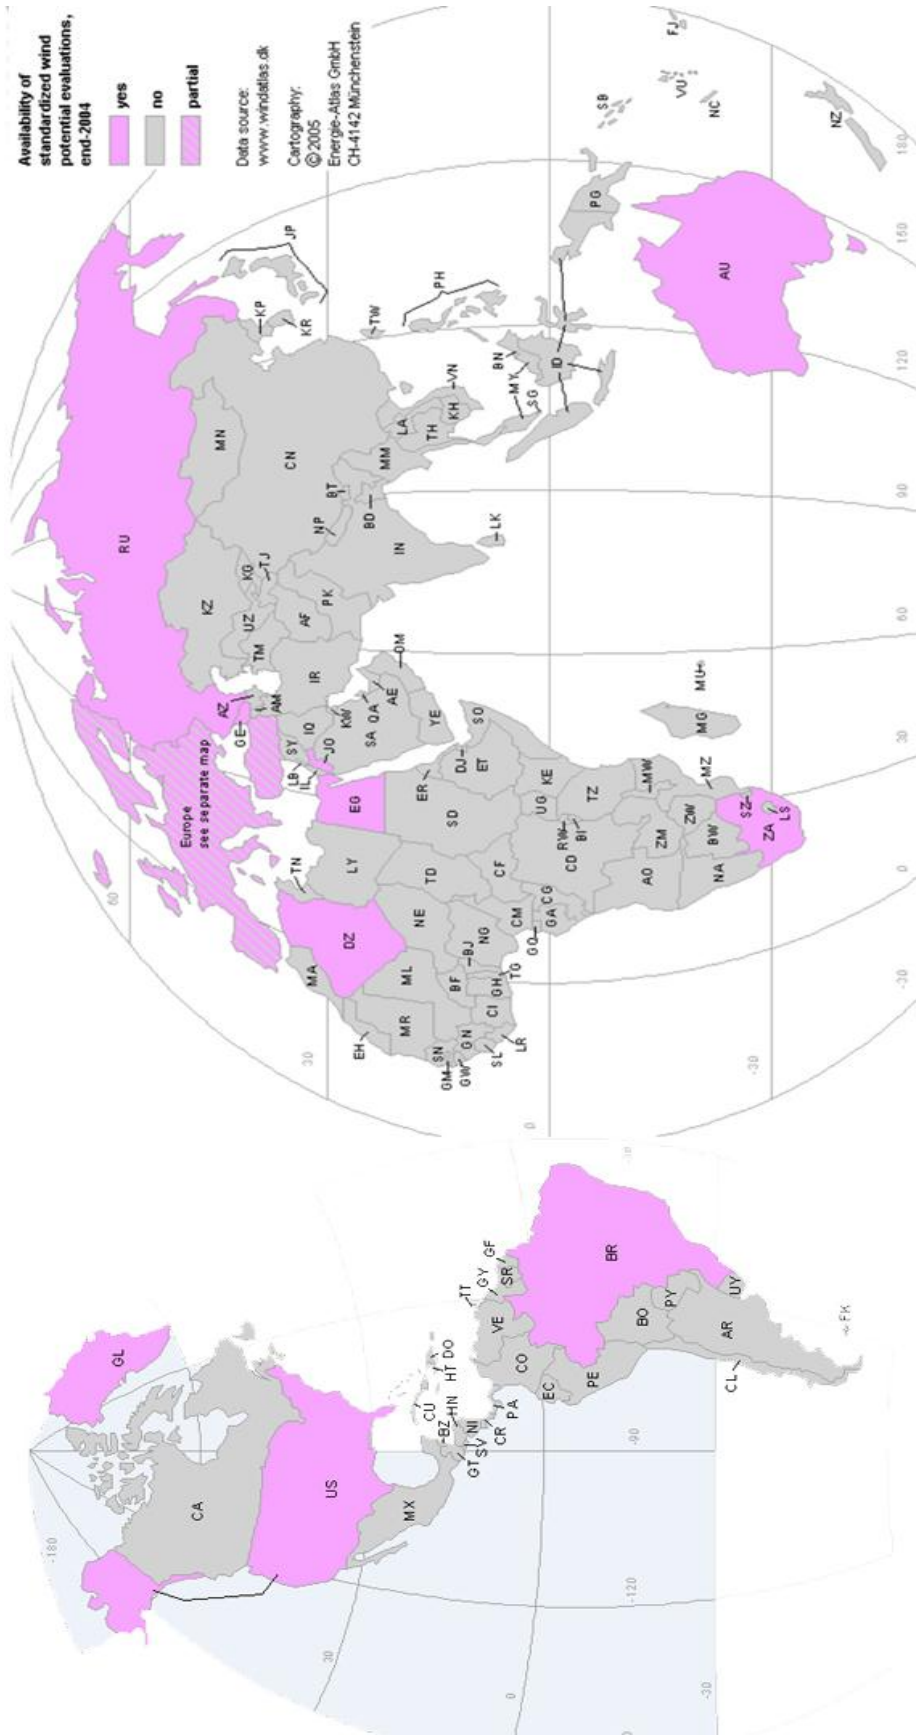 Availability of
standardized wind
potential evaluations,
end-2004
yes
no
partial
Data source:
www.windatlas.dk
Cartography:
©2005
Energie-Atlas GmbH
CH-4142 Münchenstein
GL
CA
US
MX
CU
HT
DO
BZ
HN
GT
SV
NI
CR
PA
TT
GY
GF
SR
VE
CO
EC
PE
BR
BO
PY
UY
AR
CL
FK
-180
30
0
-30
-120
-90
Europe
see separate map
RU
KZ
MN
CN
JP
KP
KR
TW
PH
UZ
KG
TJ
TM
AF
PK
IR
AZ
GE
AM
SY
IQ
LB
IL
JO
KW
SA
QA
AE
OM
YE
NP
BT
BD
IN
LK
MM
LA
TH
KH
VN
BN
MY
SG
ID
PG
AU
SB
VU
FJ
NC
NZ
TN
MA
DZ
LY
EG
EH
MR
ML
NE
TD
SD
ER
DJ
SO
ET
SN
GM
GW
GN
SL
LR
CI
BF
GH
TG
BJ
NG
CM
CF
GQ
GA
CG
CD
UG
KE
RW
BI
TZ
AO
ZM
MW
MZ
ZW
BW
NA
ZA
SZ
LS
MG
MU
60
30
0
-30
-30
0
30
60
90
120
150
180